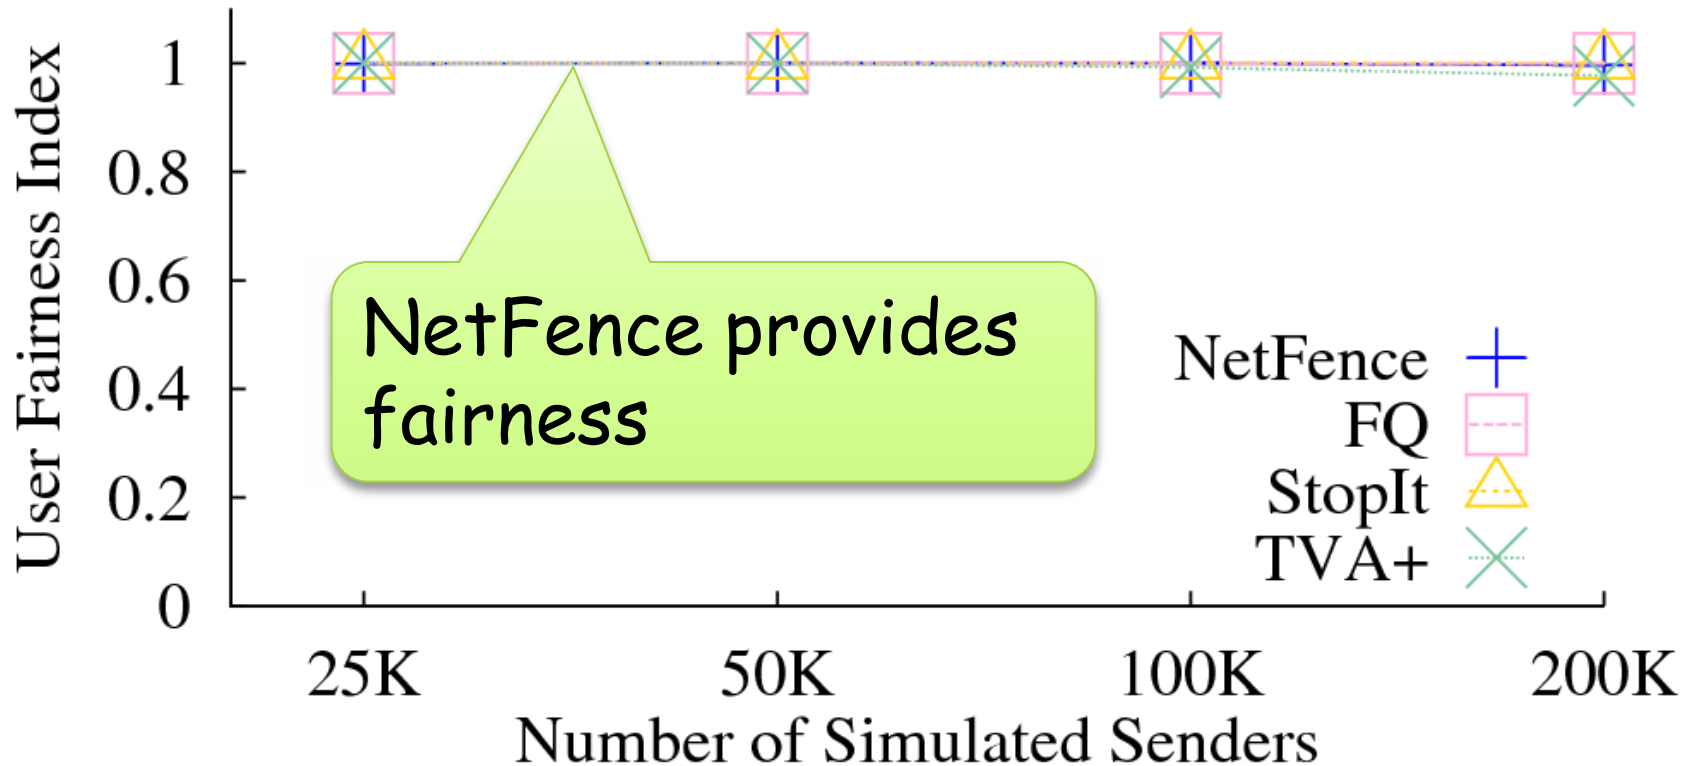 User Fairness Index
1
0.8
0.6
0.4
0.2
0
NetFence provides
fairness
NetFence
FQ
StopIt
TVA+
25K 50K 100K 200K
Number of Simulated Senders